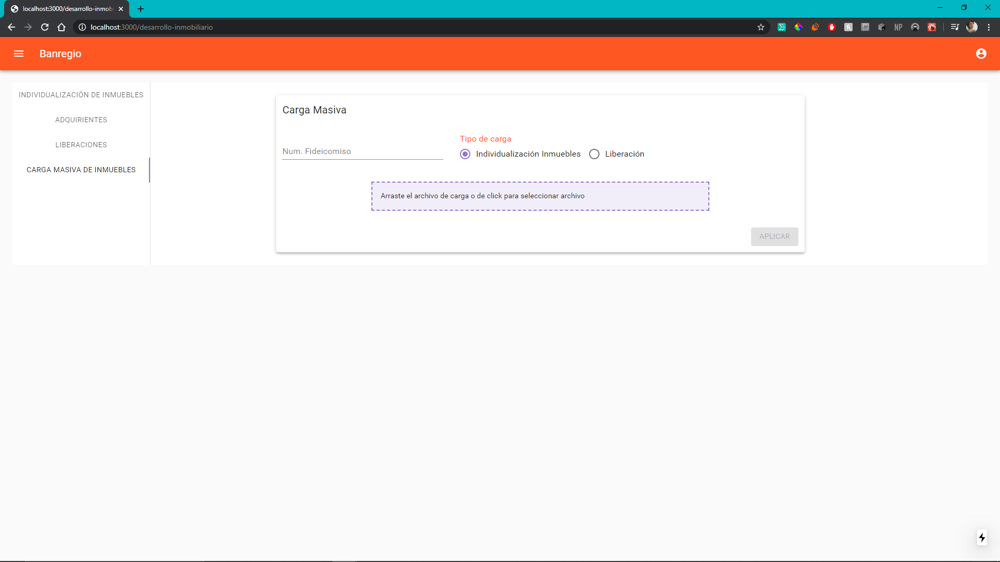 localhost:3000/desarrollo-inmobi
localhost:3000/desarrollo-inmobiliario
NP
Banregio
INDIVIDUALIZACIÓN DE INMUEBLES
ADQUIRIENTES
LIBERACIONES
CARGA MASIVA DE INMUEBLES
Carga Masiva
Tipo de carga
Num. Fideicomiso
Individualización Inmuebles
Liberación
Arraste el archivo de carga o de click para seleccionar archivo
APLICAR